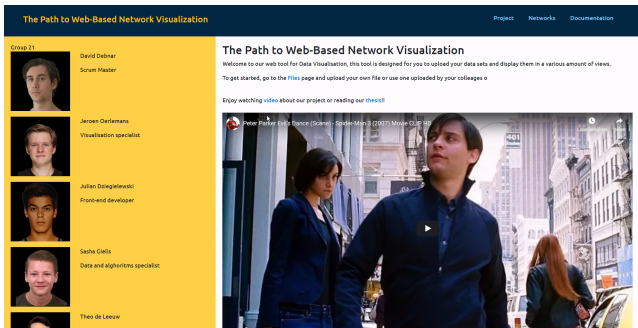 The Path to Web-Based Network Visualization
Project Networks Documentation
Group 21
David Debnar
Scrum Master
Jeroen Oerlemans
Visualisation specialist
Julian Dziegielewski
Front-end developer
Sasha Gielis
Data and alghoritms specialist
Theo de Leeuw
The Path to Web-Based Network Visualization
Welcome to our web tool for Data Visualisation, this tool is designed for you to upload your data sets and display them in a various amount of views.
To get started, go to the Files page and upload your own file or use one uploaded by your colleages o
Enjoy watching video about our project or reading our thesis!!
Peter Parker Evil Dance (Scene) - Spider-Man 3 (2007) Movie CLIP HD
401